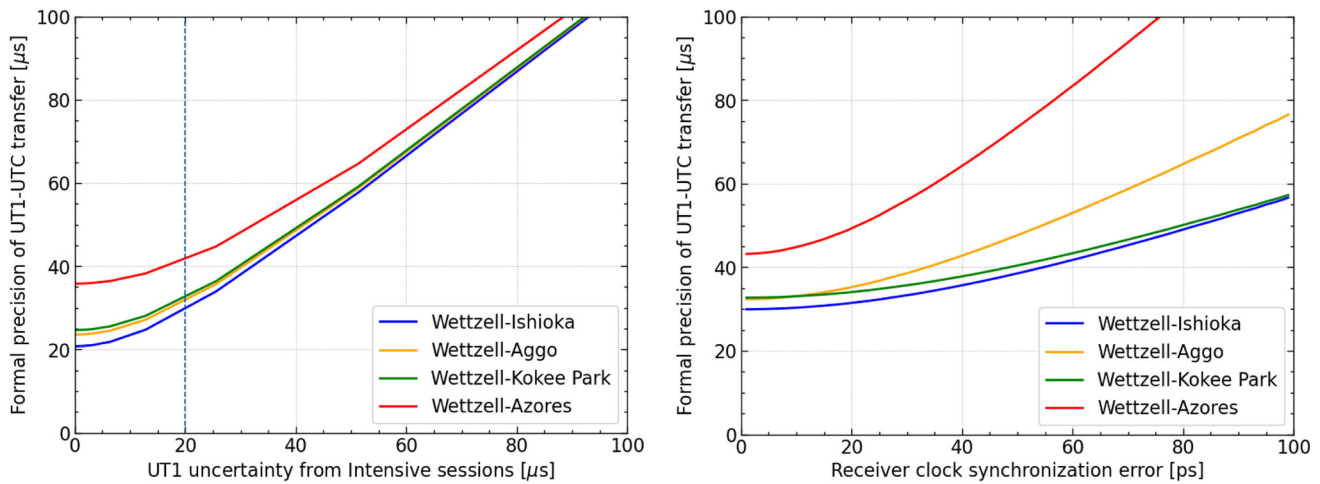 Formal precision of UT1-UTC transfer [μs]
100
80
60
40
20
0
Wettzell-Ishioka
Wettzell-Aggo
Wettzell-Kokee Park
Wettzell-Azores
0 20 40 60 80 100
UT1 uncertainty from Intensive sessions [μs]
Formal precision of UT1-UTC transfer [μs]
100
80
60
40
20
0
Wettzell-Ishioka
Wettzell-Aggo
Wettzell-Kokee Park
Wettzell-Azores
20 40 60 80 100
Receiver clock synchronization error [ps]